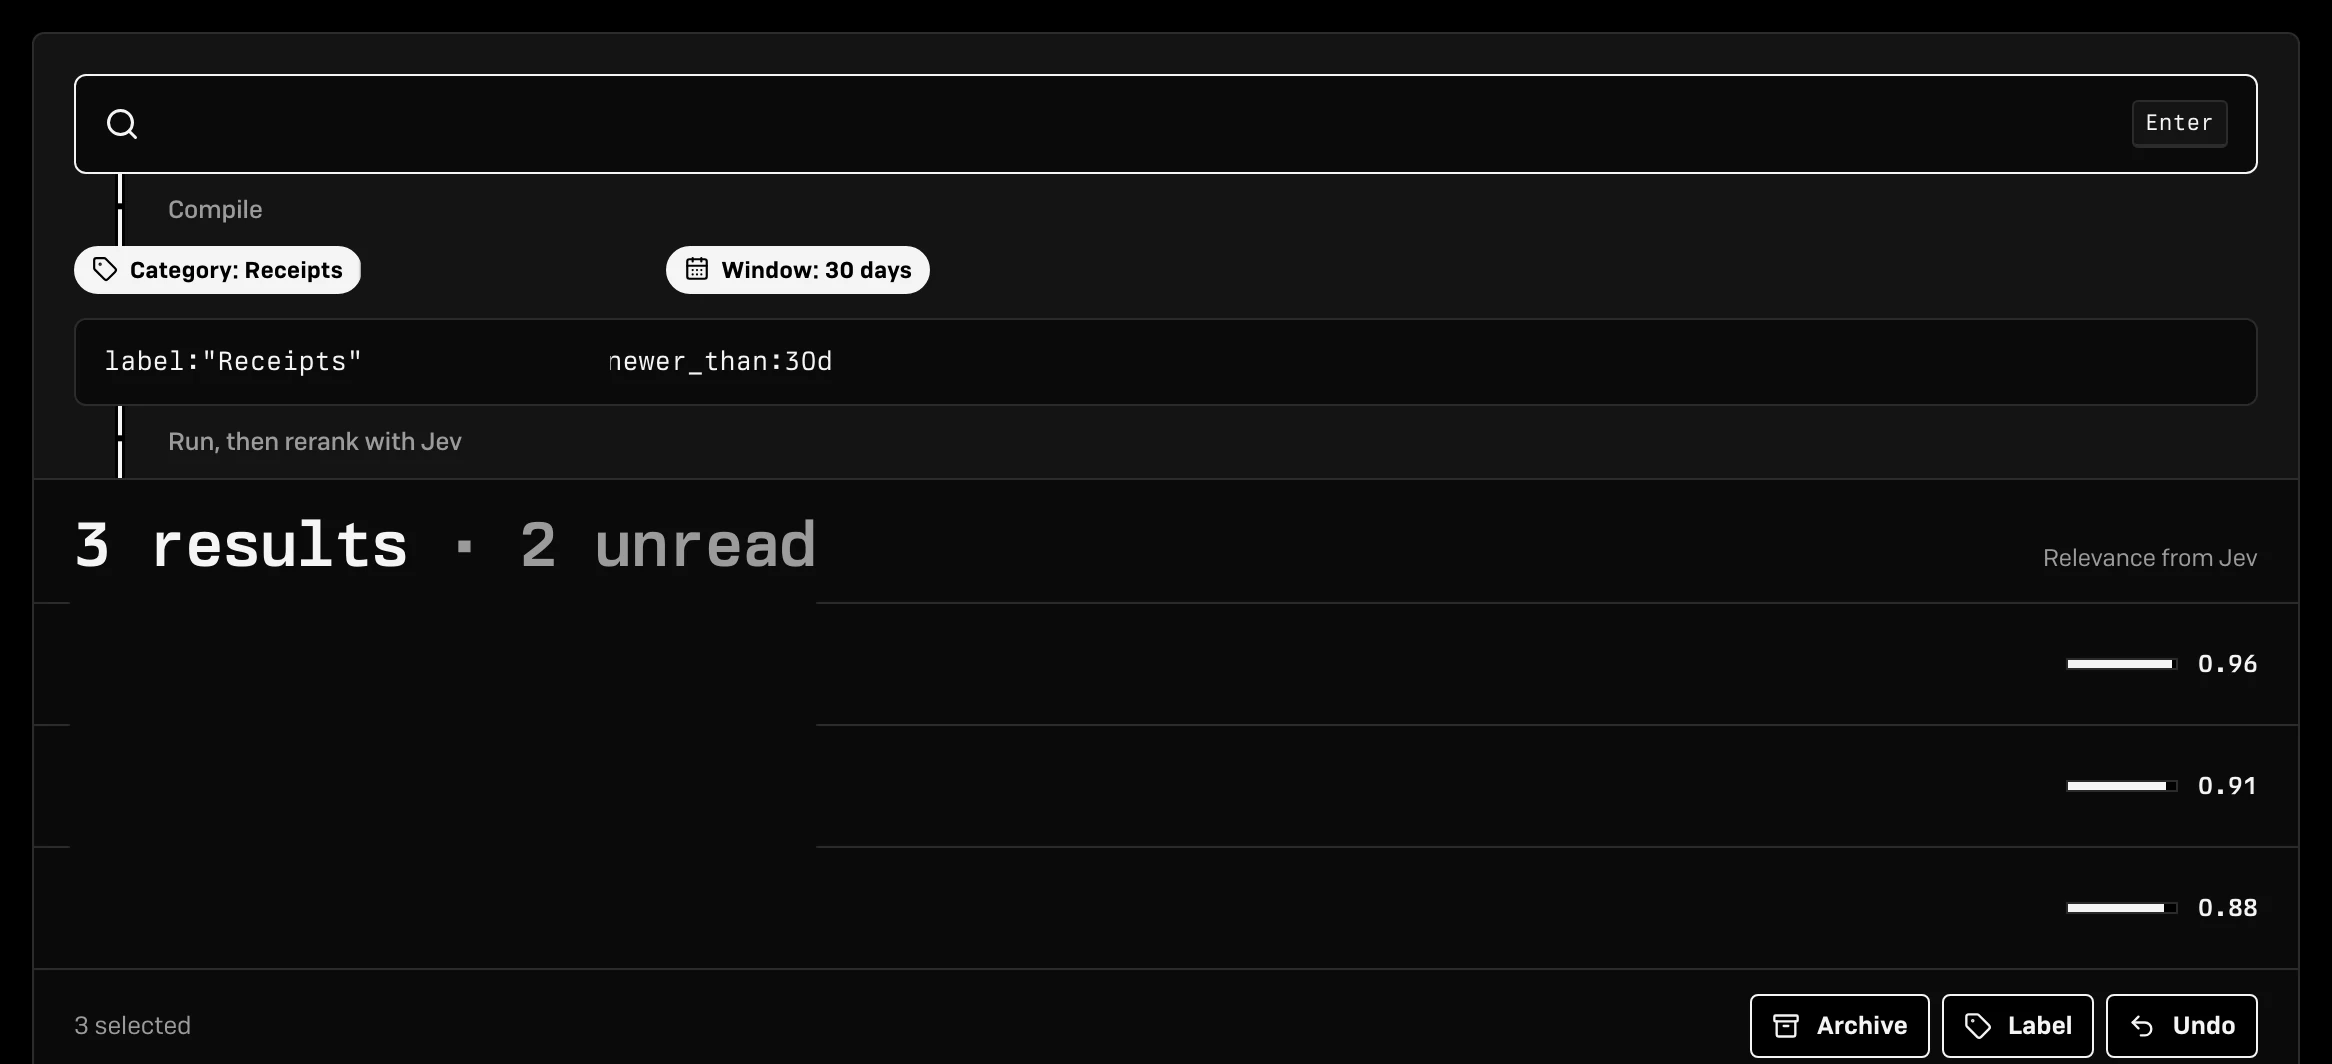 Enter
Compile
Category: Receipts Window: 30 days
label:"Receipts" newer_than:30d
Run, then rerank with Jev
3 results · 2 unread Relevance from Jev
0.96
0.91
0.88
3 selected Archive Label Undo